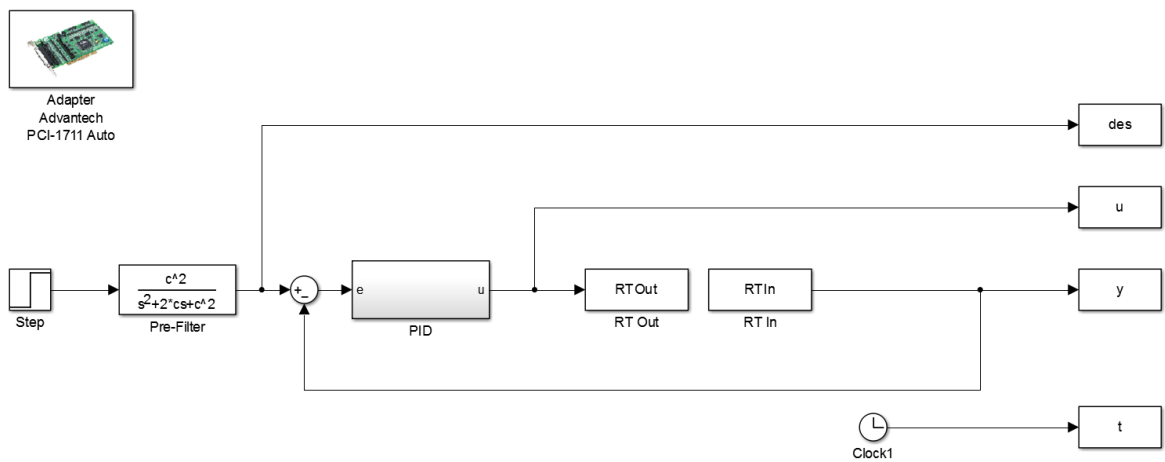 Adapter
Advantech
PCI-1711 Auto
des
u
Step
c^2
s^2+2*cs+c^2
Pre-Filter
+
−
e
u
PID
RTOut
RT Out
RTIn
RT In
y
Clock1
t